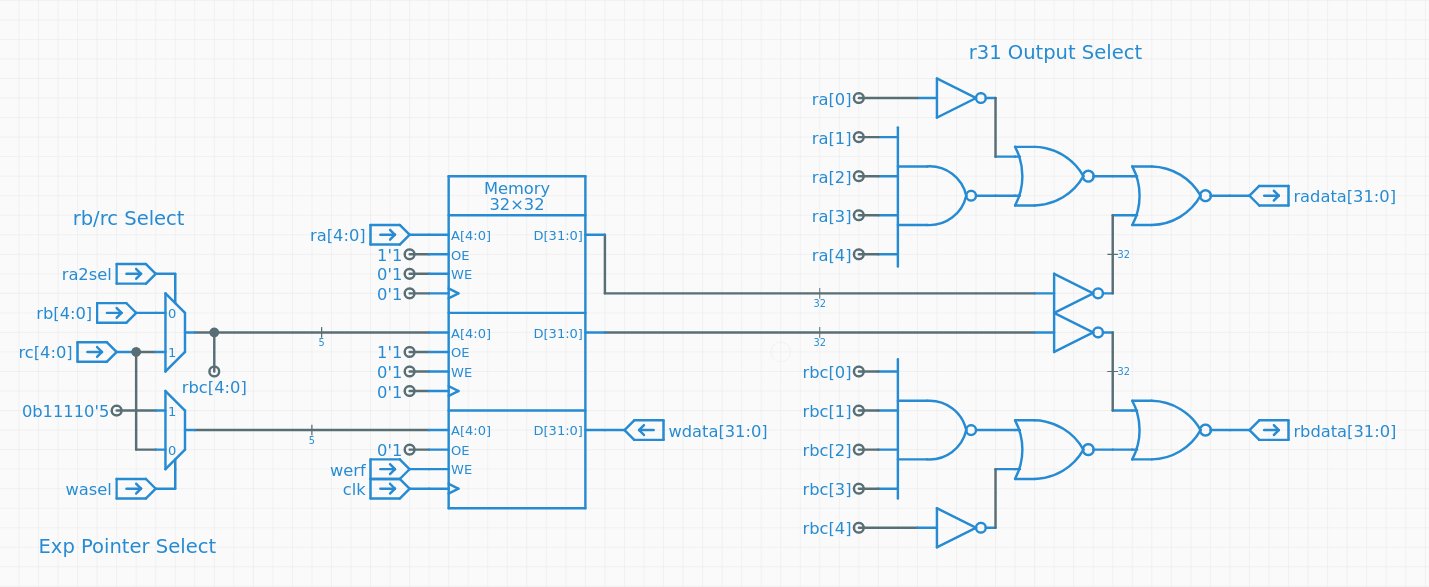 r31 Output Select
ra[0]
ra[1]
ra[2]
ra[3]
ra[4]
radata[31:0]
32
Memory
32×32
rb/rc Select
ra[4:0]
A[4:0]
D[31:0]
1'1
OE
0'1
WE
0'1
ra2sel
rb[4:0]
0
rc[4:0]
1
rbc[4:0]
5
A[4:0]
D[31:0]
1'1
OE
0'1
WE
0'1
32
32
32
0b11110'5
1
0
wasel
5
A[4:0]
D[31:0]
wdata[31:0]
0'1
OE
werf
WE
clk
rbc[0]
rbc[1]
rbc[2]
rbc[3]
rbc[4]
rbdata[31:0]
Exp Pointer Select